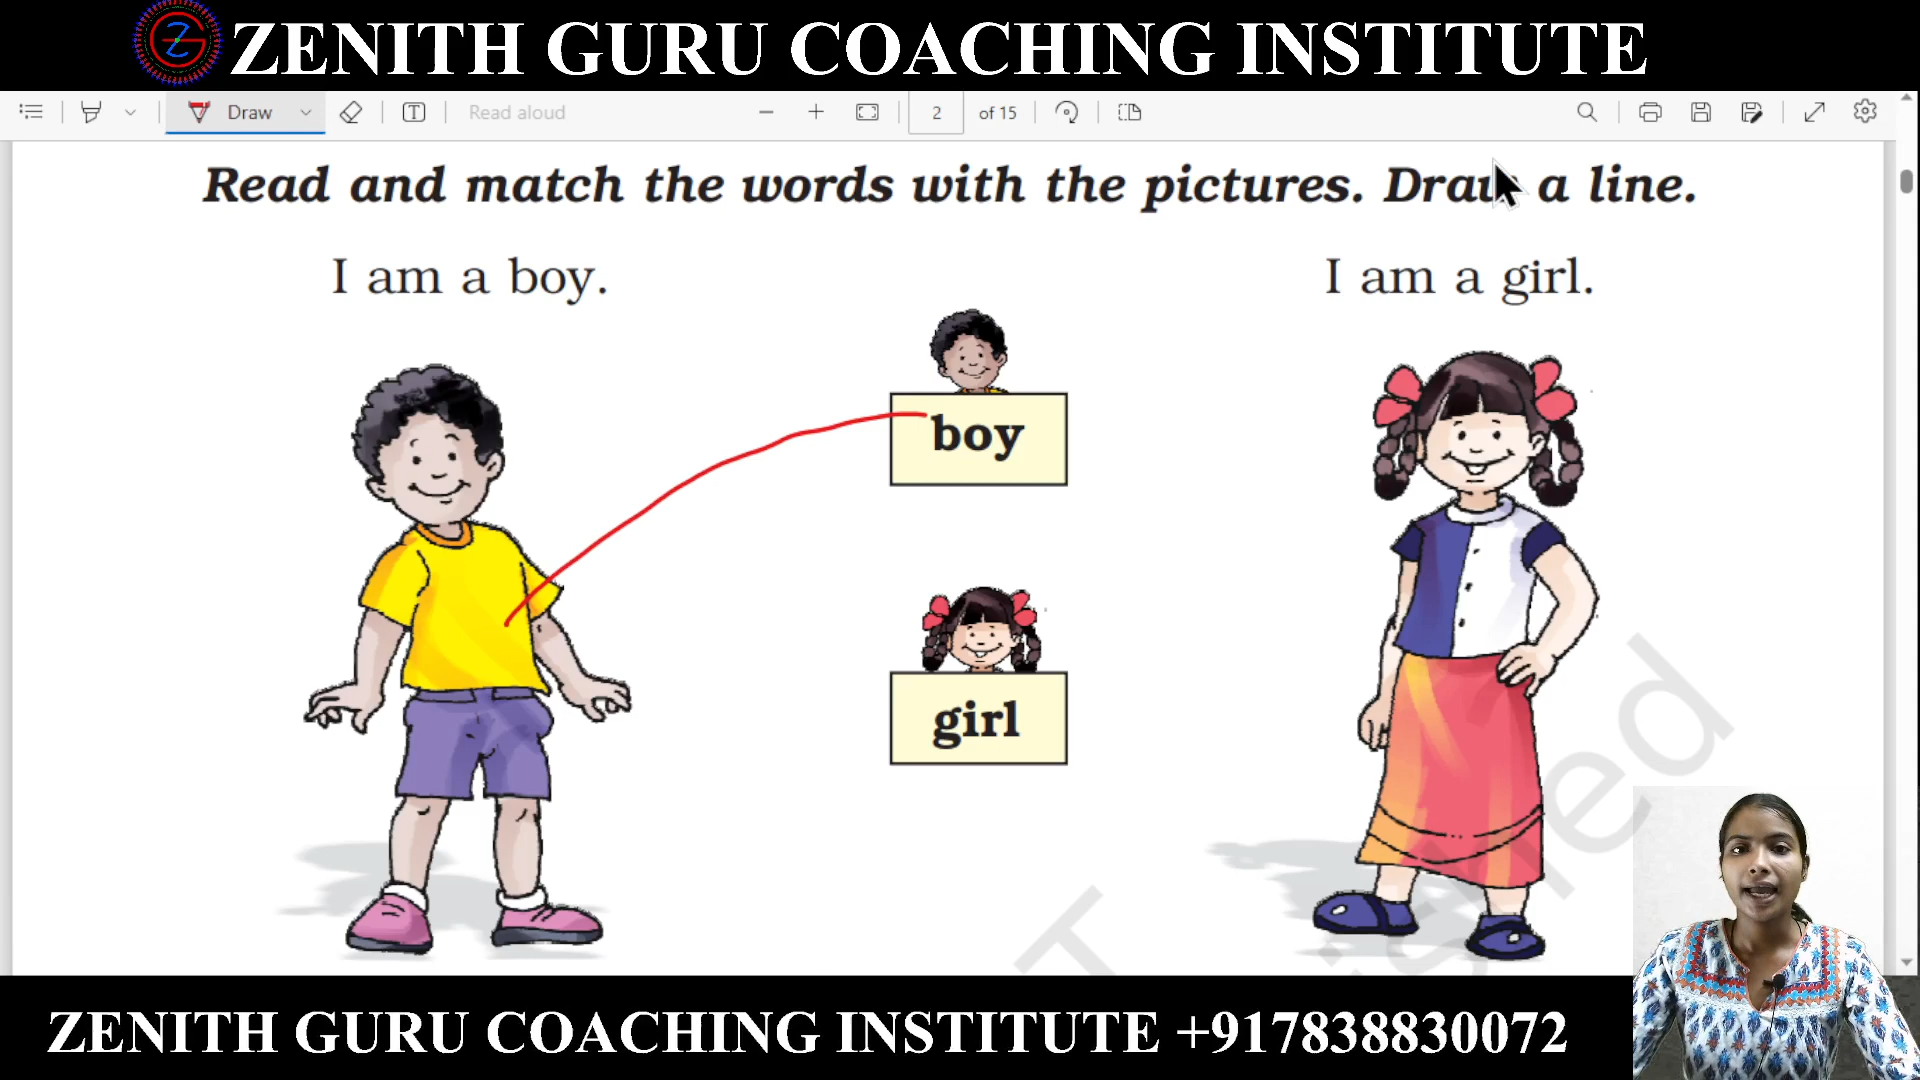 ZENITH GURU COACHING INSTITUTE
Draw
Read aloud
2 of 15
Read and match the words with the pictures. Draw a line.
I am a boy.
I am a girl.
boy
girl
ZENITH GURU COACHING INSTITUTE +917838830072